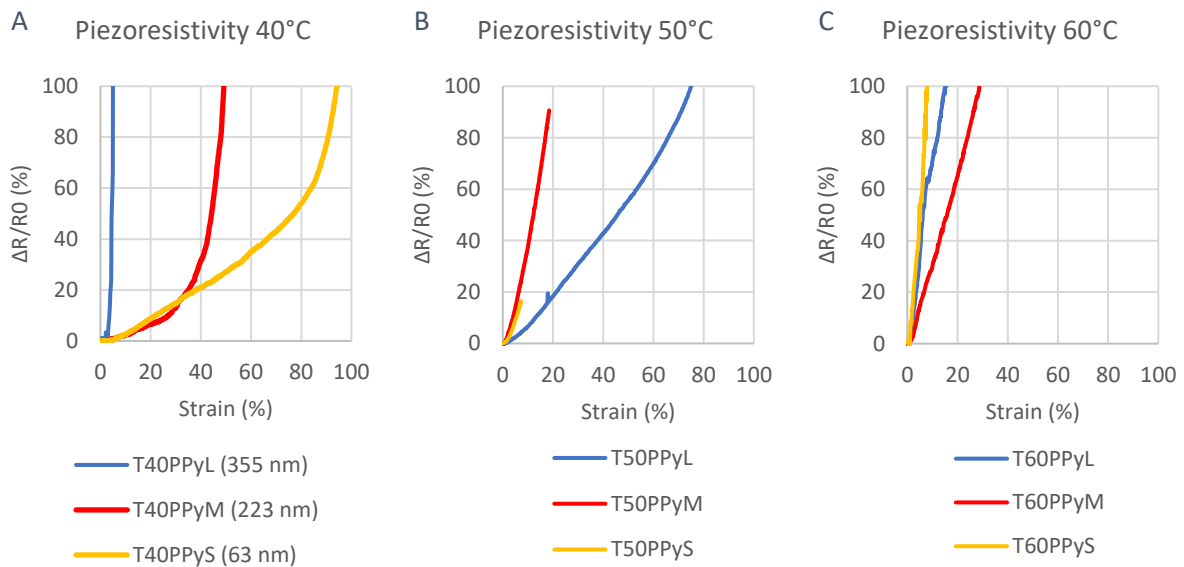 A
Piezoresistivity 40°C
ΔR/R0 (%)
100
80
60
40
20
0
0 20 40 60 80 100
Strain (%)
T40PPyL (355 nm)
T40PPyM (223 nm)
T40PPyS (63 nm)
B
Piezoresistivity 50°C
ΔR/R0 (%)
100
80
60
40
20
0
0 20 40 60 80 100
Strain (%)
T50PPyL
T50PPyM
T50PPyS
C
Piezoresistivity 60°C
ΔR/R0 (%)
100
80
60
40
20
0
0 20 40 60 80 100
Strain (%)
T60PPyL
T60PPyM
T60PPyS